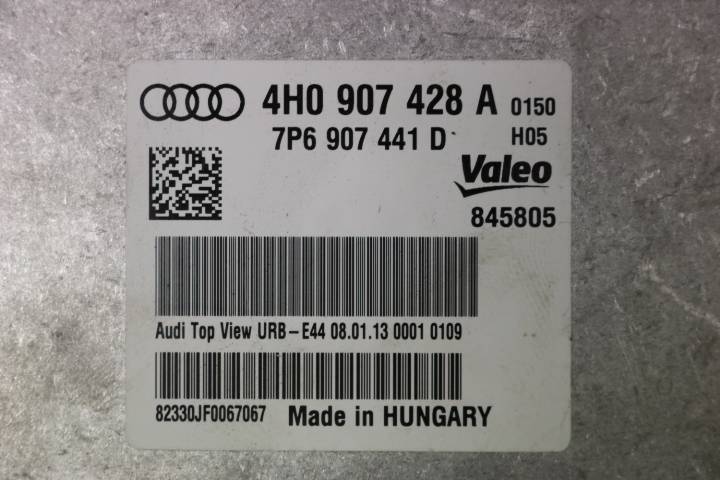 4H0 907 428 A 0150
7P6 907 441 D H05
Valeo
845805
Audi Top View URB-E44 08.01.13 0001 0109
82330JF0067067 Made in HUNGARY